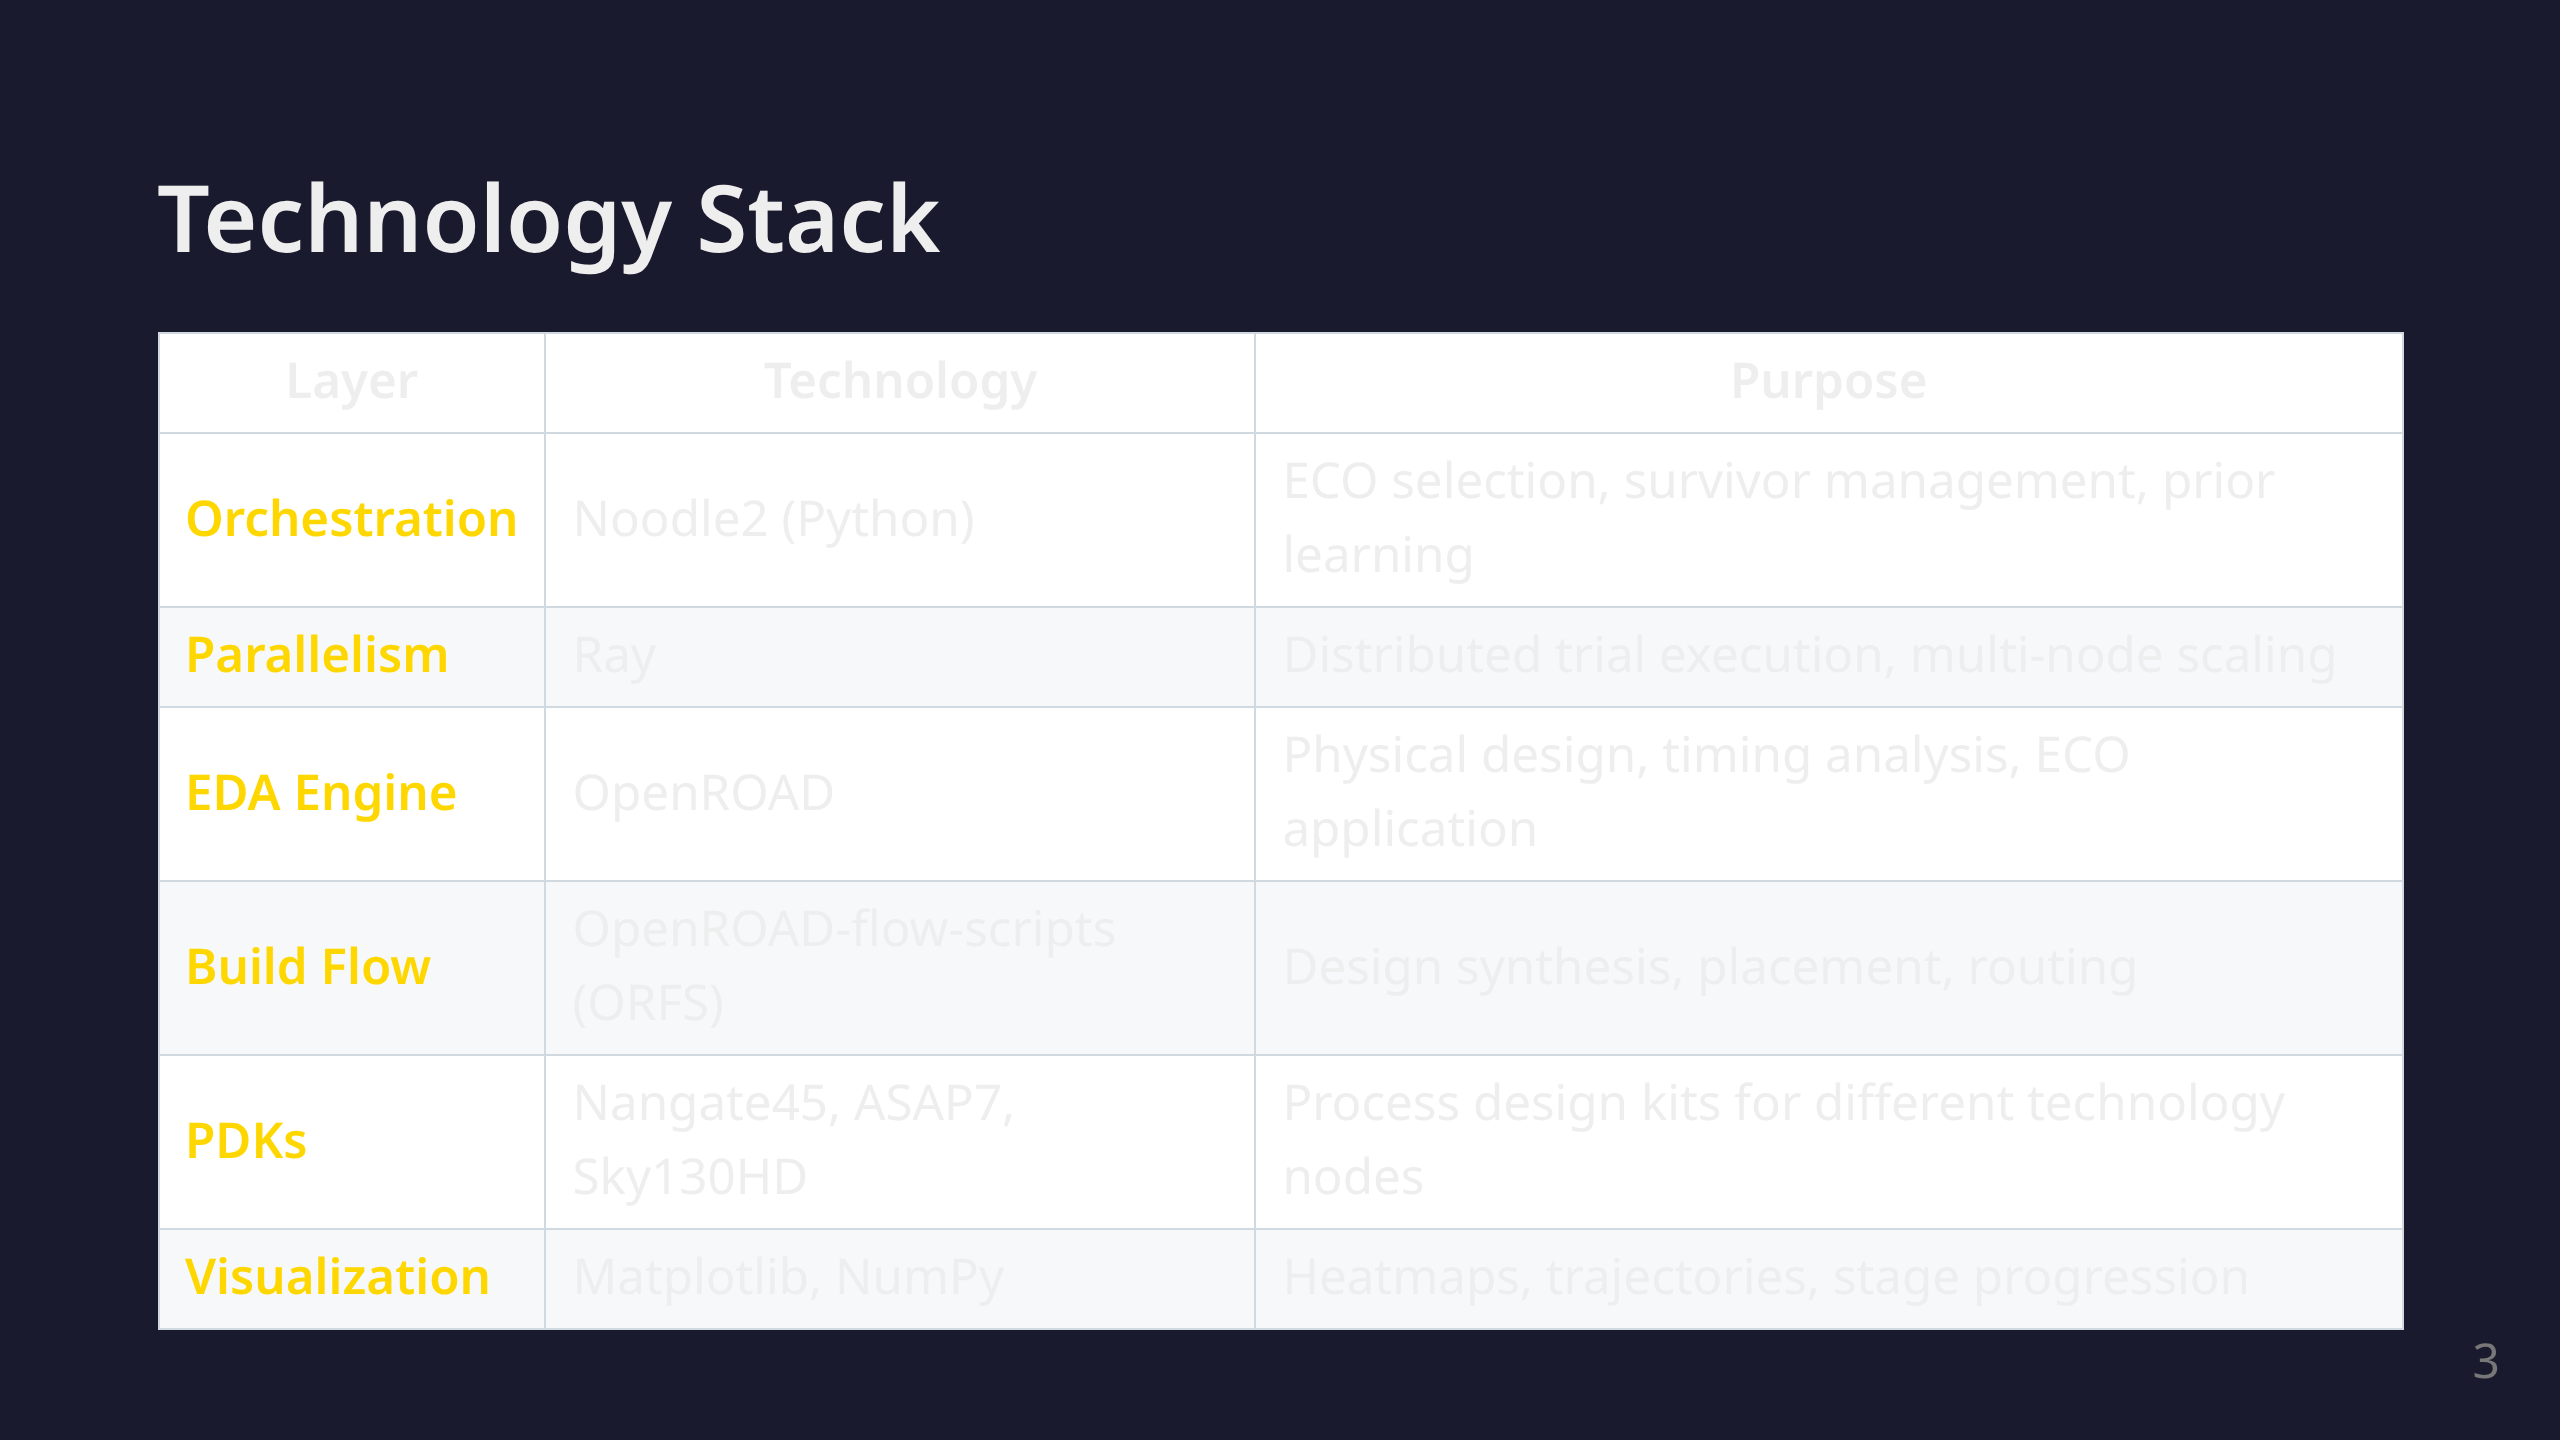 Technology Stack
Layer Technology Purpose
Orchestration Noodle2 (Python) ECO selection, survivor management, prior
learning
Parallelism Ray Distributed trial execution, multi-node scaling
EDA Engine OpenROAD Physical design, timing analysis, ECO
application
Build Flow OpenROAD-flow-scripts
(ORFS) Design synthesis, placement, routing
PDKs Nangate45, ASAP7,
Sky130HD Process design kits for different technology
nodes
Visualization Matplotlib, NumPy Heatmaps, trajectories, stage progression
3